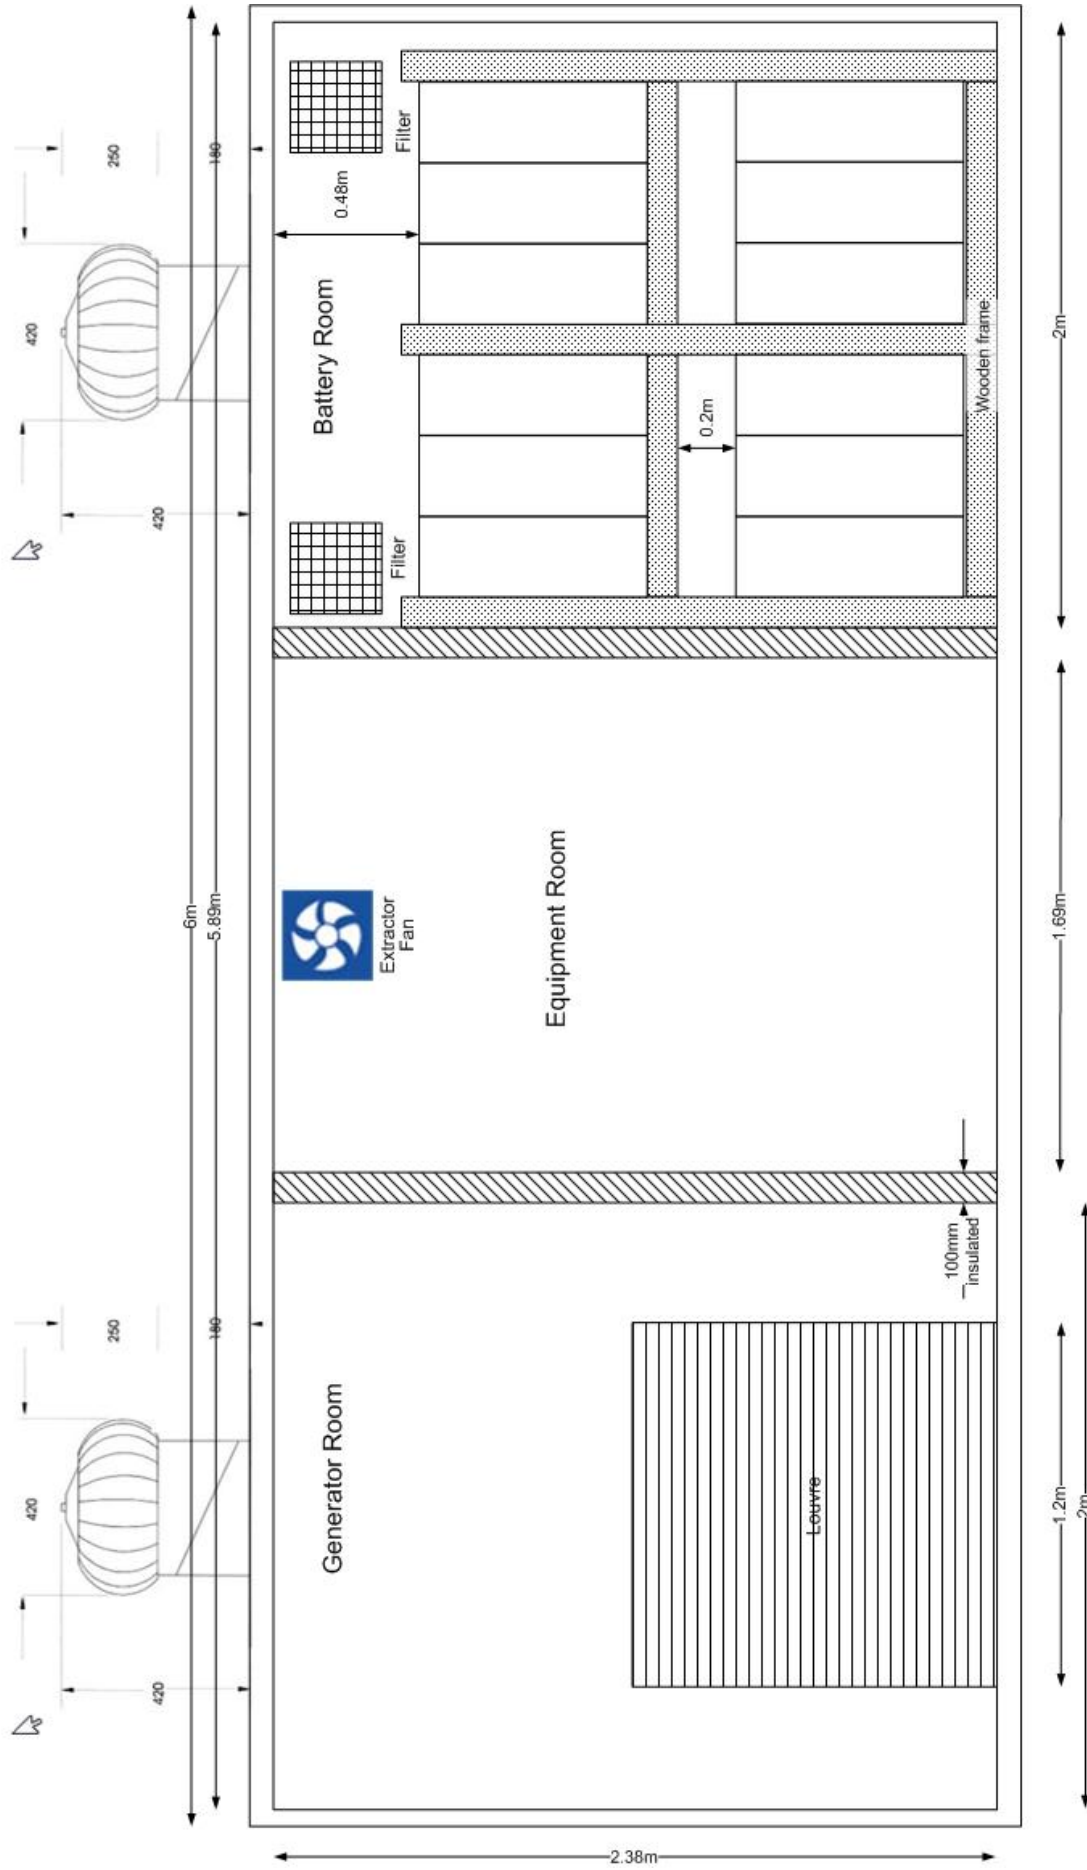 420
250
180
420
420
250
180
420
6m
5.89m
Generator Room
Extractor
Fan
Equipment Room
Battery Room
0.48m
Filter
Filter
0.2m
Wooden frame
Louvre
100mm
insulated
1.2m
2m
1.69m
2m
2.38m